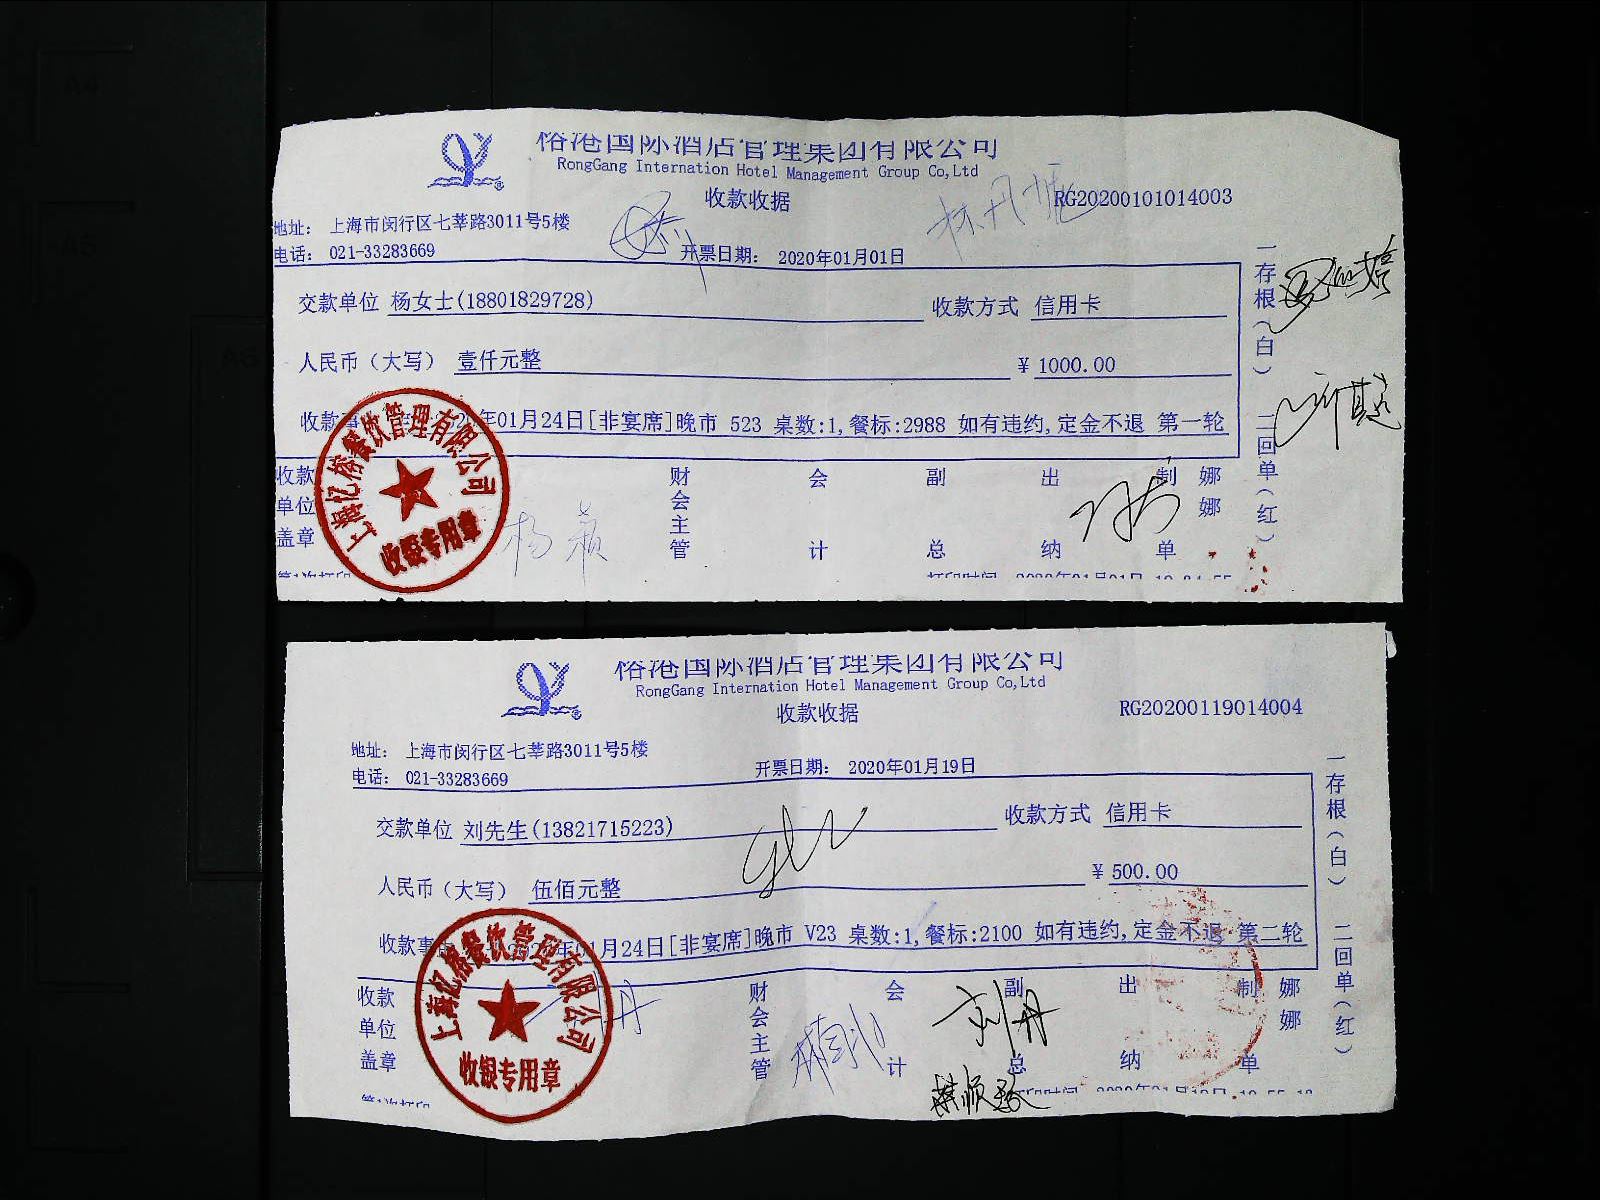 国际酒店管理集团有限公司
RongGang Internation Hotel Management Group Co,Ltd
收款收据
RG20200101014003
地址: 上海市闵行区七莘路3011号5楼
电话: 021-33283669
开票日期: 2020年01月01日
交款单位 杨女士(18801829728) 收款方式 信用卡
人民币(大写) 壹仟元整 ¥ 1000.00
收款事 年01月24日[非宴席]晚市 523 桌数:1,餐标:2988 如有违约,定金不退 第一轮
收款单位盖章 财会主管 会计 副总 出纳 制单 娜娜
一存根(白) 二回单(红)
上海忆榕餐饮管理有限公司
收银专用章
杨颖
国际酒店管理集团有限公司
RongGang Internation Hotel Management Group Co,Ltd
收款收据
RG20200119014004
地址: 上海市闵行区七莘路3011号5楼
电话: 021-33283669
开票日期: 2020年01月19日
交款单位 刘先生(13821715223) 收款方式 信用卡
人民币(大写) 伍佰元整 ¥ 500.00
收款事 年01月24日[非宴席]晚市 V23 桌数:1,餐标:2100 如有违约,定金不退 第二轮
收款单位盖章 财会主管 会计 副总 出纳 制单 娜娜
一存根(白) 二回单(红)
上海忆榕餐饮管理有限公司
收银专用章